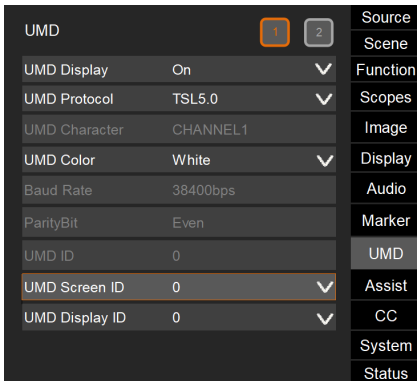 UMD
1
2
UMD Display On
UMD Protocol TSL5.0
UMD Character CHANNEL1
UMD Color White
Baud Rate 38400bps
ParityBit Even
UMD ID 0
UMD Screen ID 0
UMD Display ID 0
Source
Scene
Function
Scopes
Image
Display
Audio
Marker
UMD
Assist
CC
System
Status